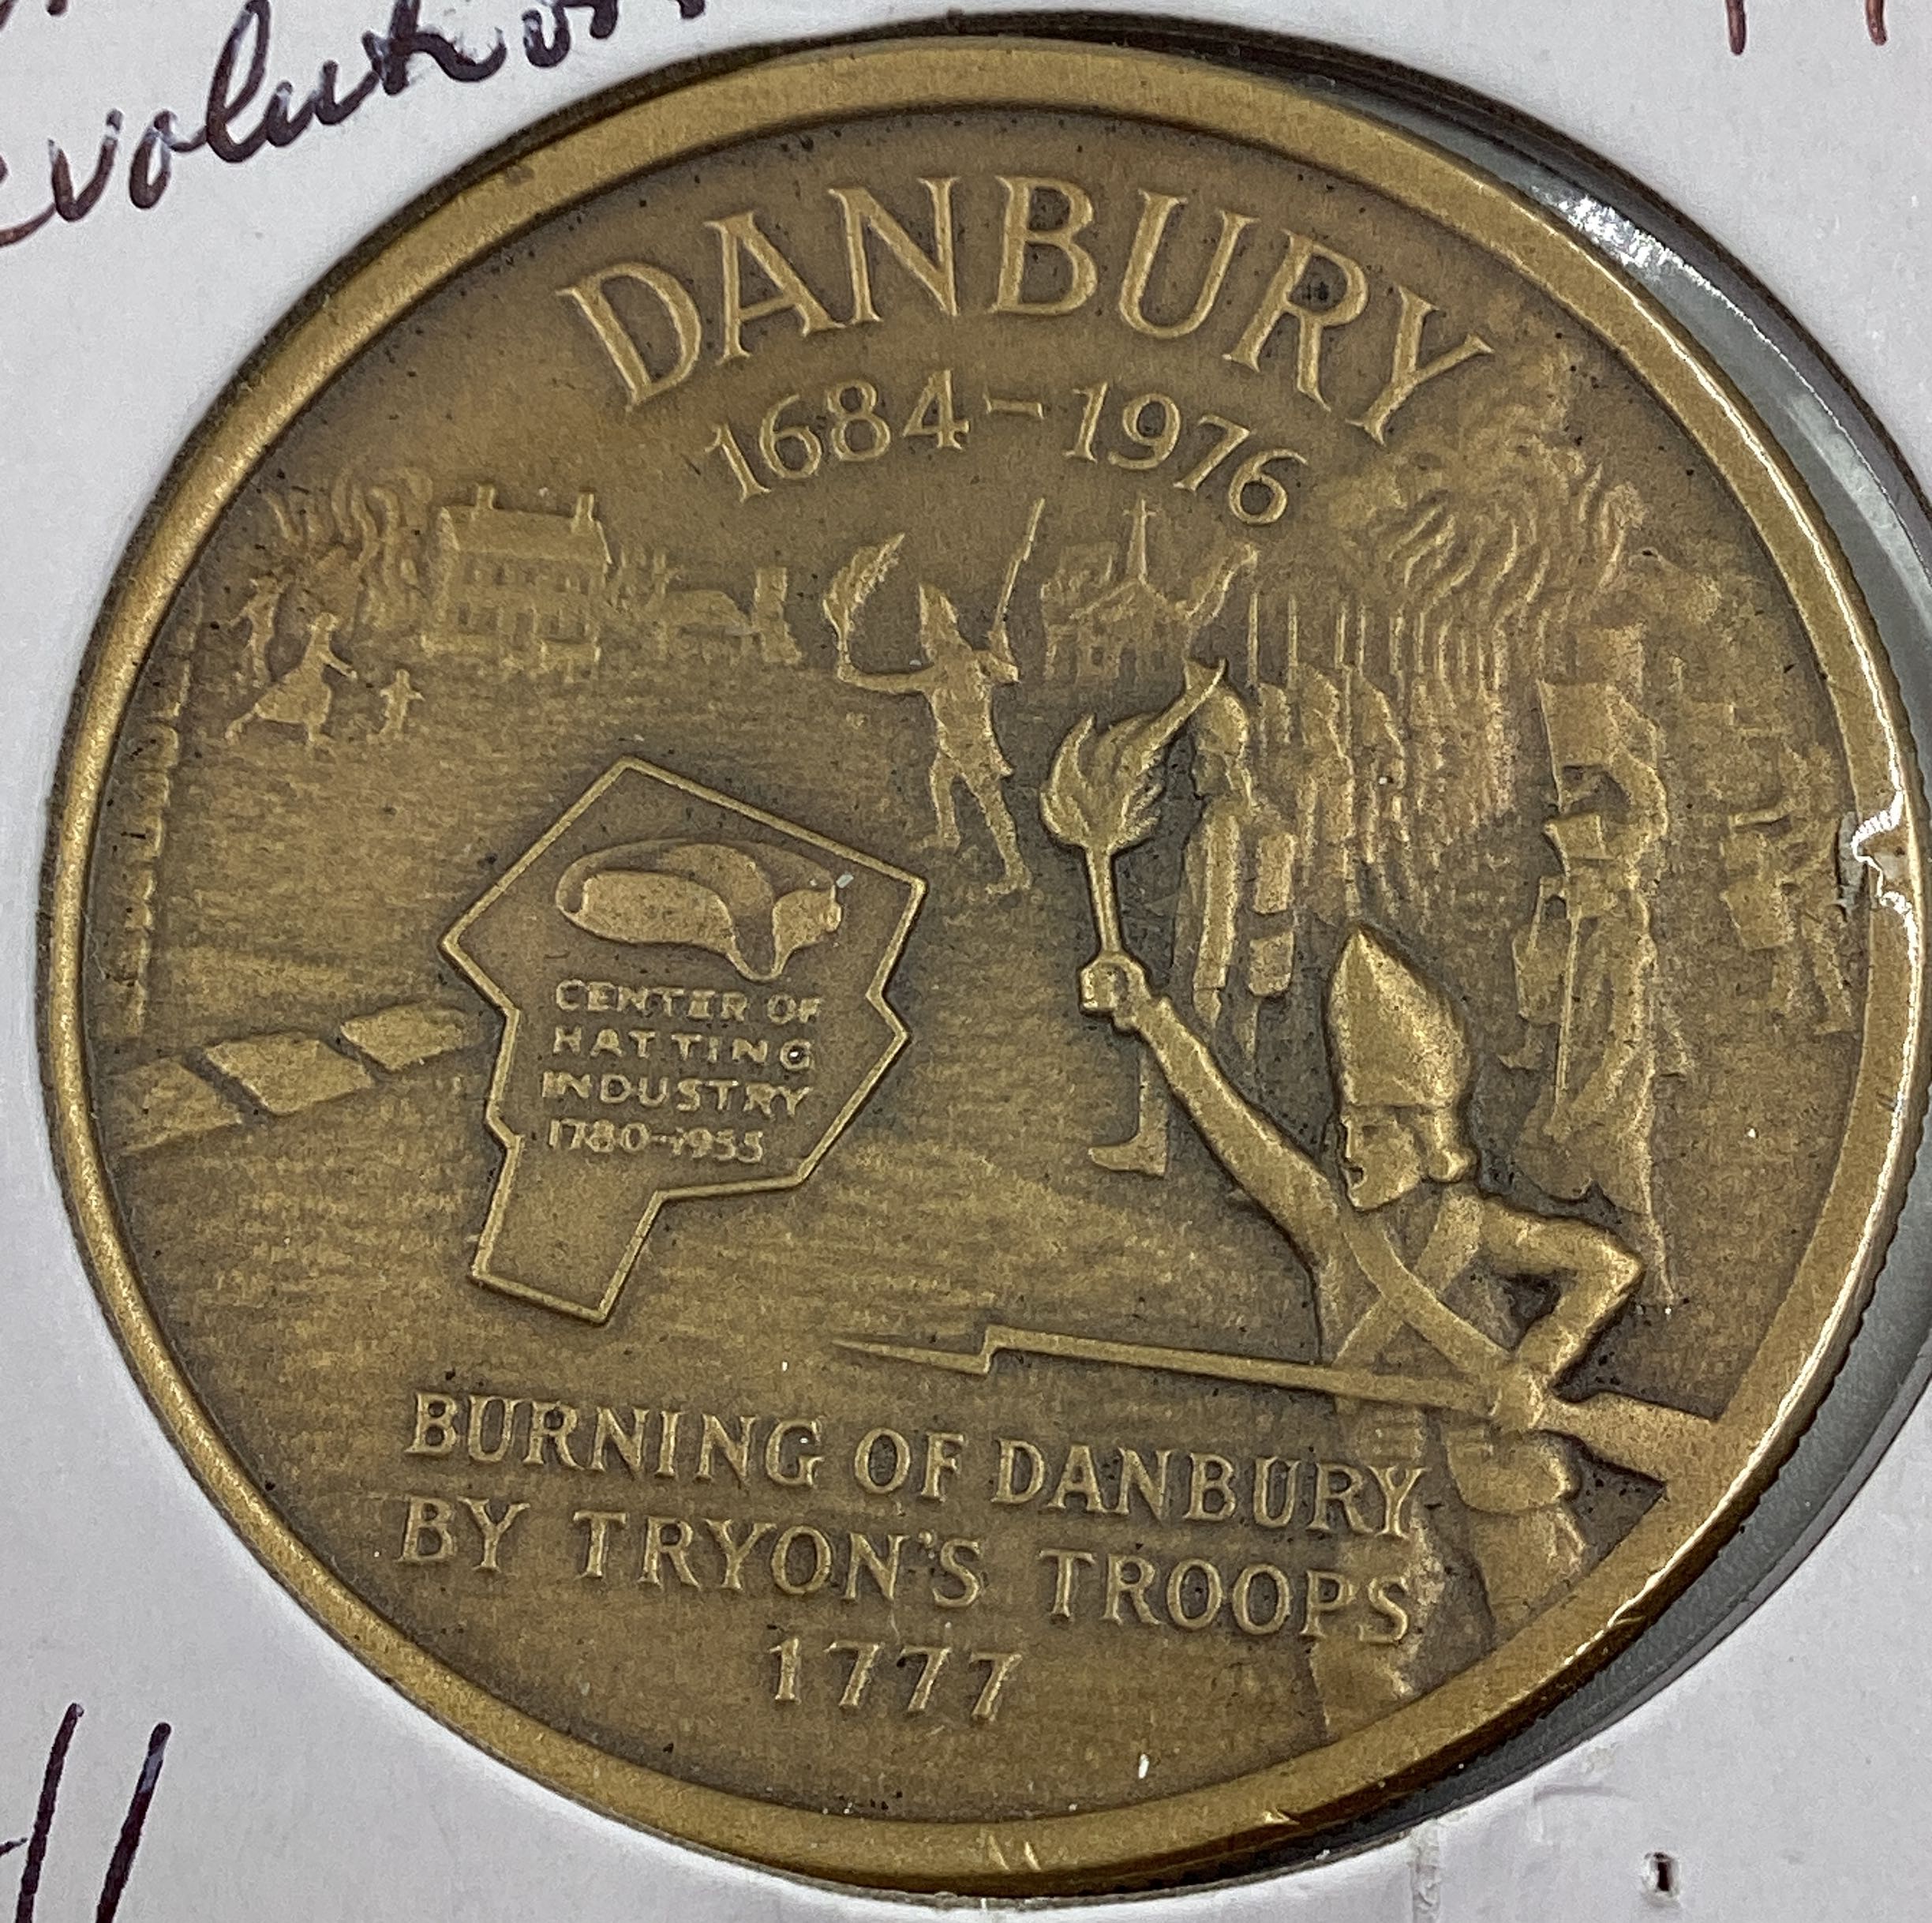 DANBURY
1684-1976
CENTER OF
HATTING
INDUSTRY
1780-1955
BURNING OF DANBURY
BY TRYON'S TROOPS
1777